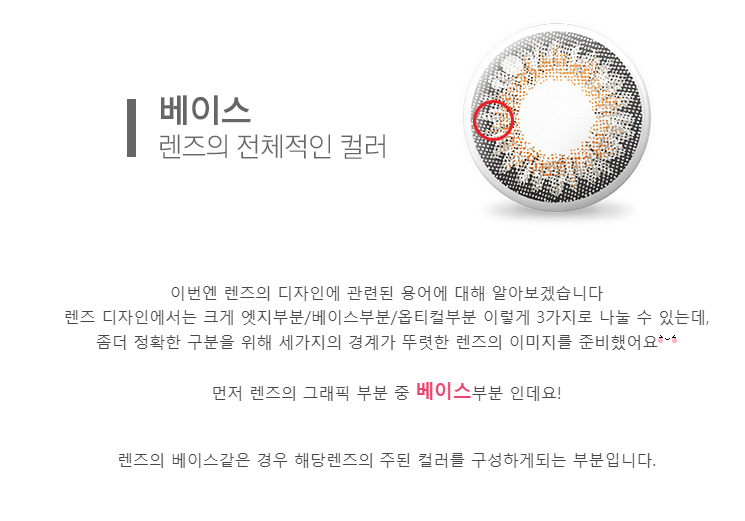 베이스
렌즈의 전체적인 컬러
이번엔 렌즈의 디자인에 관련된 용어에 대해 알아보겠습니다
렌즈 디자인에서는 크게 엣지부분/베이스부분/옵티컬부분 이렇게 3가지로 나눌 수 있는데,
좀더 정확한 구분을 위해 세가지의 경계가 뚜렷한 렌즈의 이미지를 준비했어요
먼저 렌즈의 그래픽 부분 중 베이스부분 인데요!
렌즈의 베이스같은 경우 해당렌즈의 주된 컬러를 구성하게되는 부분입니다.